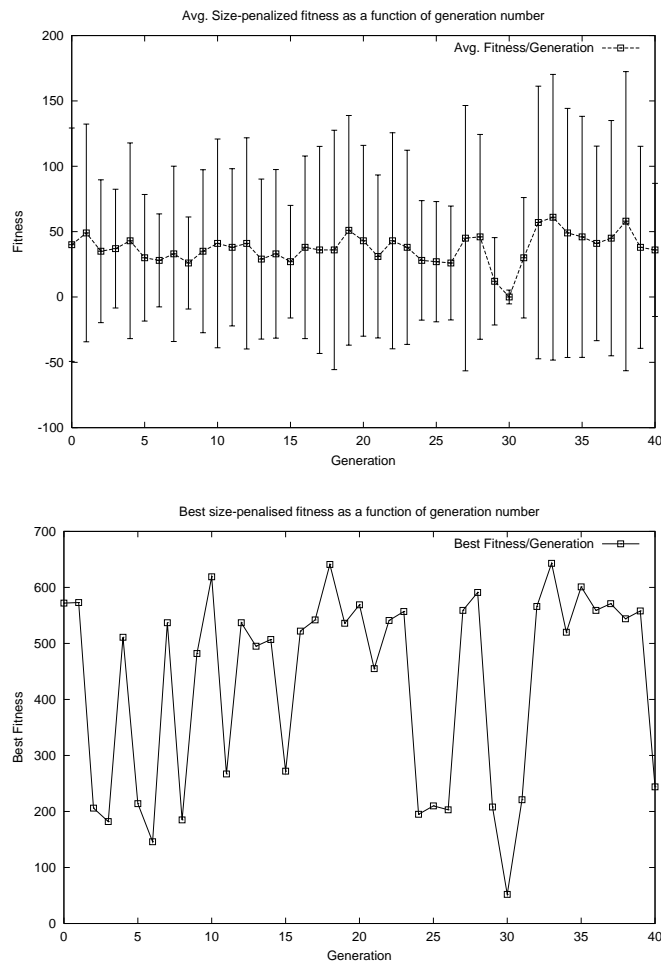 Avg. Size-penalized fitness as a function of generation number
200
Avg. Fitness/Generation
150
100
50
0
-50
-100
Fitness
0 5 10 15 20 25 30 35 40
Generation
Best size-penalised fitness as a function of generation number
700
Best Fitness/Generation
600
500
400
300
200
100
0
Best Fitness
0 5 10 15 20 25 30 35 40
Generation